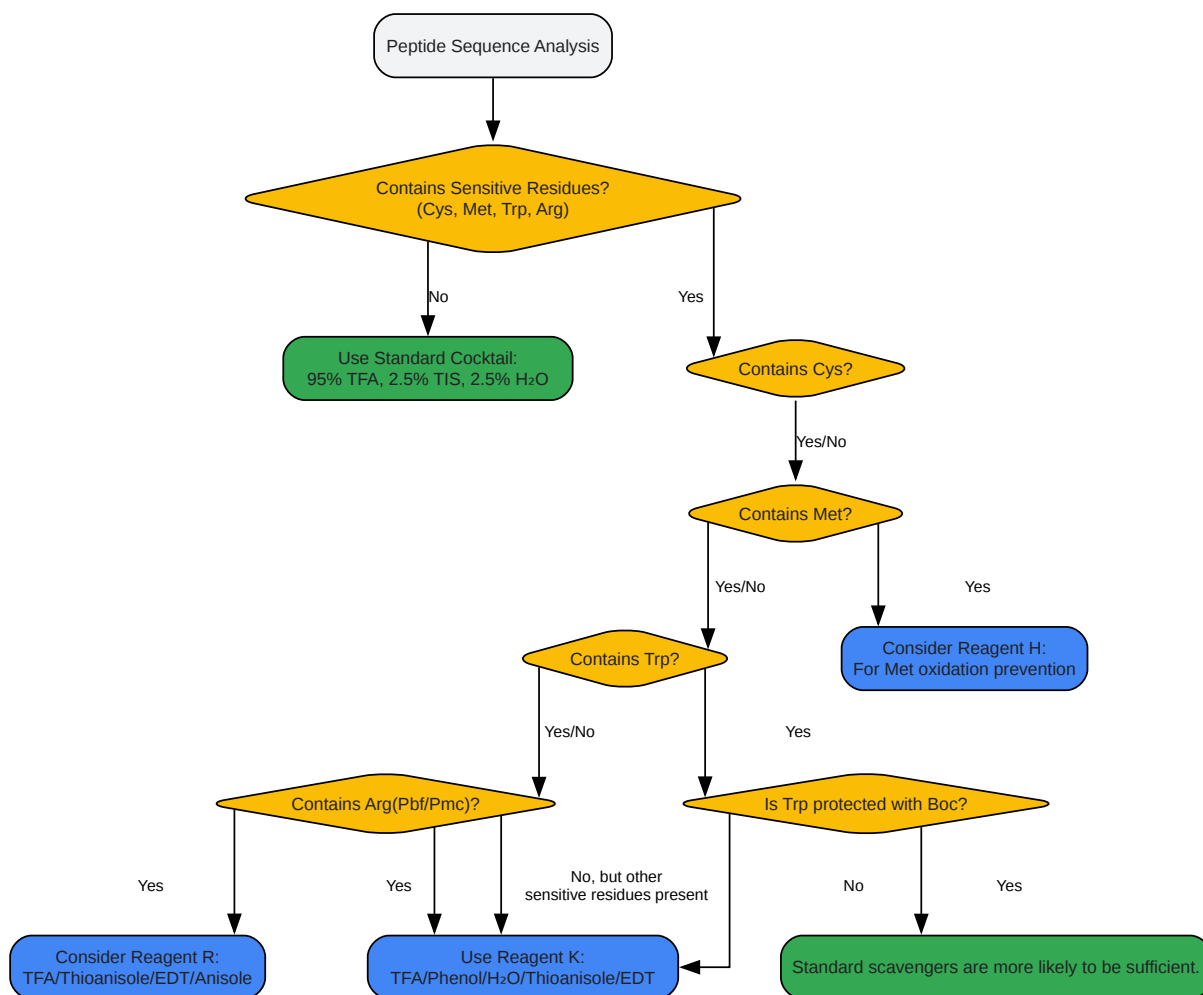 Peptide Sequence Analysis
Contains Sensitive Residues?
(Cys, Met, Trp, Arg)
No
Yes
Use Standard Cocktail:
95% TFA, 2.5% TIS, 2.5% H₂O
Contains Cys?
Yes/No
Contains Met?
Yes/No
Yes
Contains Trp?
Consider Reagent H:
For Met oxidation prevention
Yes/No
Yes
Contains Arg(Pbf/Pmc)?
Is Trp protected with Boc?
Yes
Yes
No, but other
sensitive residues present
No
Yes
Consider Reagent R:
TFA/Thioanisole/EDT/Anisole
Use Reagent K:
TFA/Phenol/H₂O/Thioanisole/EDT
Standard scavengers are more likely to be sufficient.